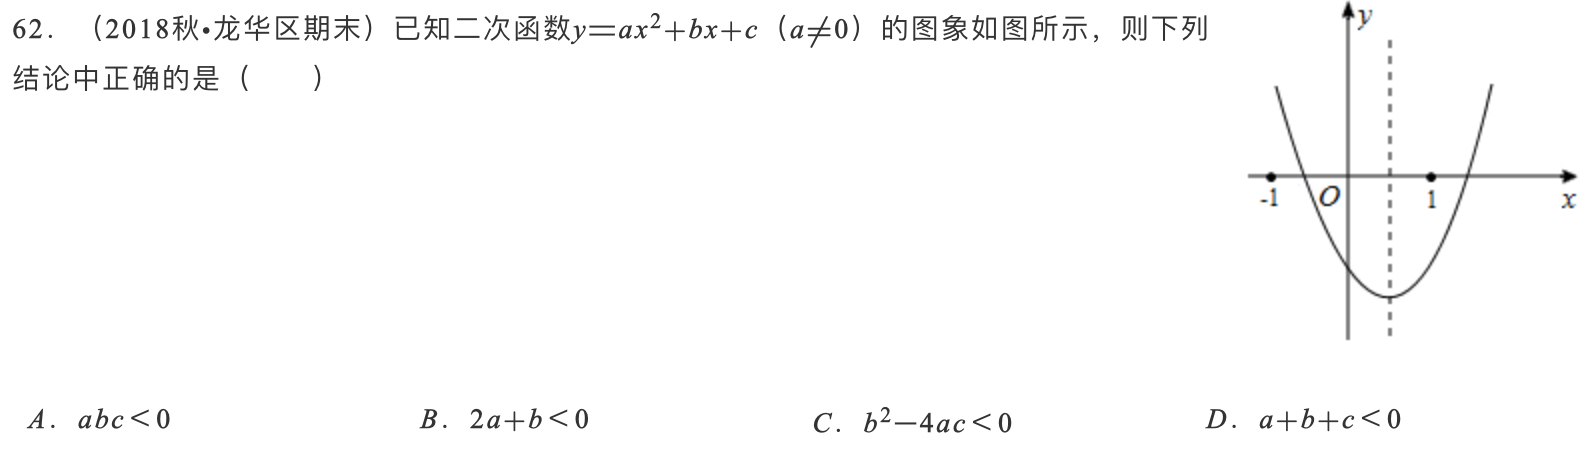 62. （2018秋•龙华区期末）已知二次函数y=ax²+bx+c（a≠0）的图象如图所示，则下列
结论中正确的是（　　）
y
-1 O 1 x
A. abc＜0 B. 2a+b＜0 C. b²-4ac＜0 D. a+b+c＜0